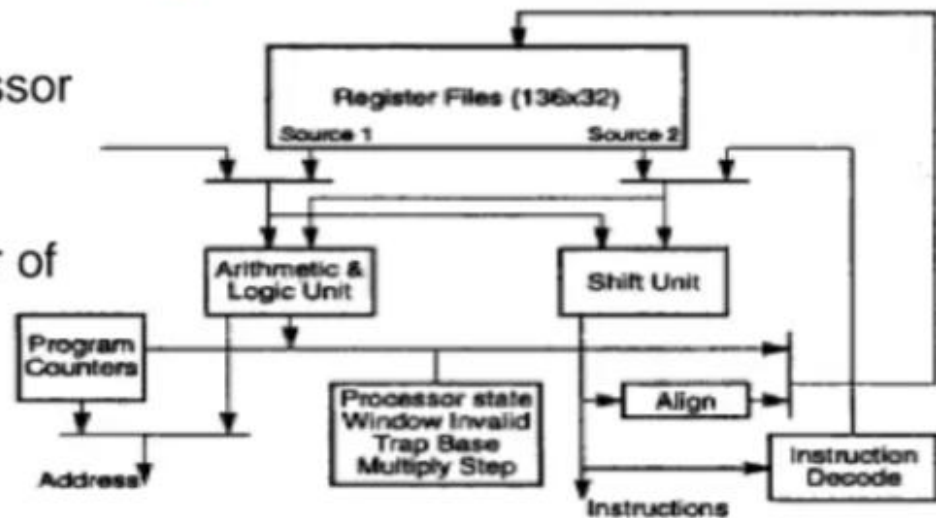 ssor
Register Files (136x32)
Source 1
Source 2
r of
Arithmetic &
Logic Unit
Shift Unit
Program
Counters
Processor state
Window Invalid
Trap Base
Multiply Step
Align
Instruction
Decode
Address
Instructions